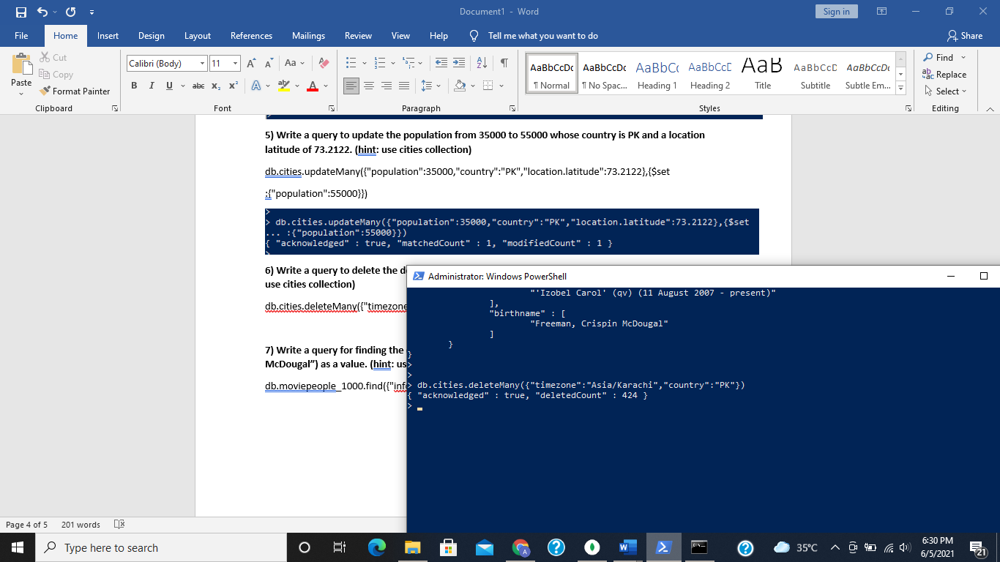 Document1 - Word
Sign in
File Home Insert Design Layout References Mailings Review View Help Tell me what you want to do Share
Cut
Copy
Paste
Format Painter
Clipboard
Calibri (Body) 11
Font
Paragraph
AaBbCcDc
¶ Normal
AaBbCcDc
¶ No Spac...
AaBbCc
Heading 1
AaBbCcD
Heading 2
AaB
Title
AaBbCcD
Subtitle
AaBbCcDc
Subtle Em...
Styles
Find
Replace
Select
Editing
5) Write a query to update the population from 35000 to 55000 whose country is PK and a location
latitude of 73.2122. (hint: use cities collection)
db.cities.updateMany({"population":35000,"country":"PK","location.latitude":73.2122},{$set
:{"population":55000}})
>
> db.cities.updateMany({"population":35000,"country":"PK","location.latitude":73.2122},{$set
... :{"population":55000}})
{ "acknowledged" : true, "matchedCount" : 1, "modifiedCount" : 1 }
6) Write a query to delete the
use cities collection)
db.cities.deleteMany({"timezone
7) Write a query for finding the
McDougal”) as a value. (hint: us
db.moviepeople_1000.find({"inf
Administrator: Windows PowerShell
"'Izobel Carol' (qv) (11 August 2007 - present)"
],
"birthname" : [
"Freeman, Crispin McDougal"
]
}
}
>
>
> db.cities.deleteMany({"timezone":"Asia/Karachi","country":"PK"})
{ "acknowledged" : true, "deletedCount" : 424 }
>
Page 4 of 5 201 words
Type here to search
35°C
6:30 PM
6/5/2021
21